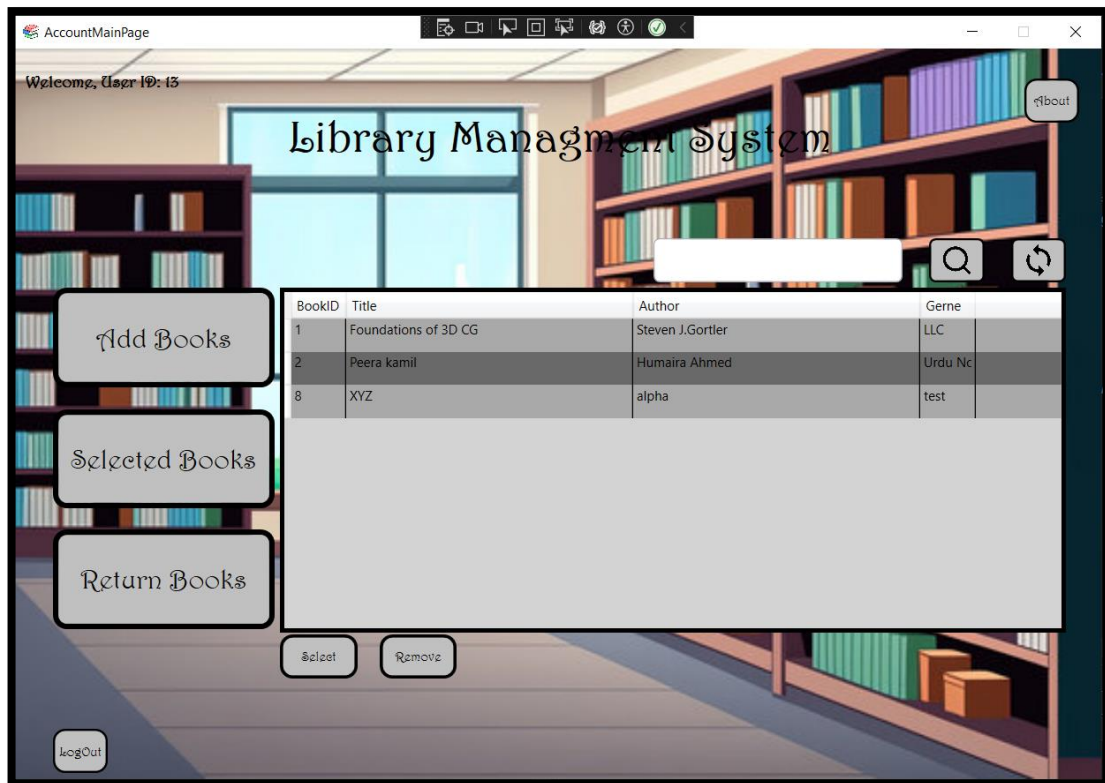 AccountMainPage
Welcome, User ID: 13
About
Library Managment System
BookID Title Author Gerne
1 Foundations of 3D CG Steven J.Gortler LLC
2 Peera kamil Humaira Ahmed Urdu Nc
8 XYZ alpha test
Add Books
Selected Books
Return Books
Select Remove
LogOut